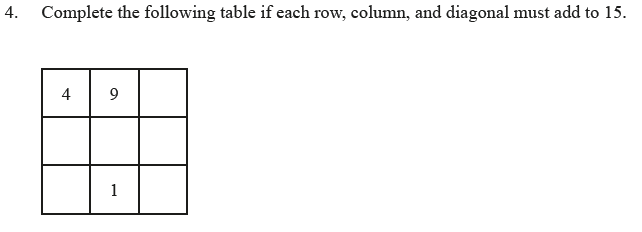 4. Complete the following table if each row, column, and diagonal must add to 15.
4 9
1